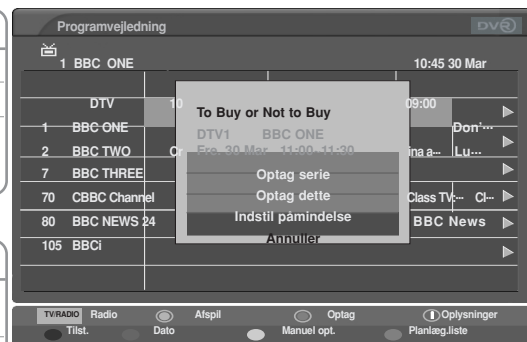 Programvejledning DVR
1 BBC ONE 10:45 30 Mar
DTV 10 09:00
To Buy or Not to Buy
DTV1 BBC ONE
Fre. 30 Mar 11:00~11:30
Optag serie
Optag dette
Indstil påmindelse
Annuller
1 BBC ONE Don'···
2 BBC TWO Cr ina a··· Lu···
7 BBC THREE
70 CBBC Channel Class TV:··· Cl···
80 BBC NEWS 24 BBC News
105 BBCi
TV/RADIO Radio Afspil Optag Oplysninger
Tilst. Dato Manuel opt. Planlæg.liste